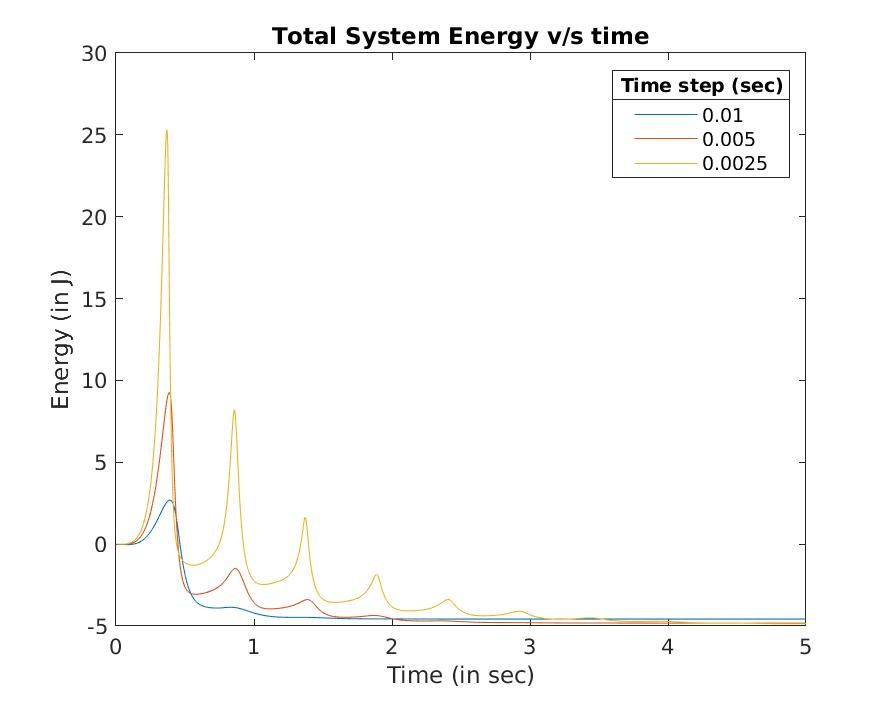 Total System Energy v/s time
30
25
20
15
10
5
0
-5
Energy (in J)
Time step (sec)
0.01
0.005
0.0025
0 1 2 3 4 5
Time (in sec)